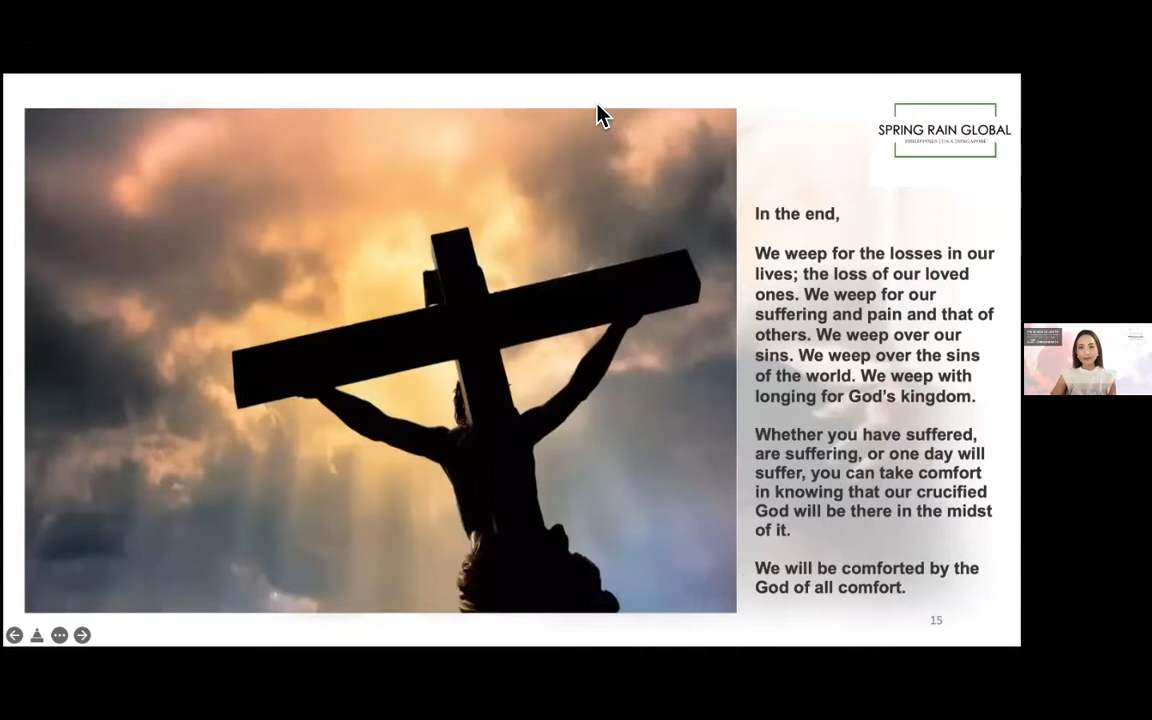 SPRING RAIN GLOBAL
PHILIPPINES | USA | SINGAPORE
In the end,
We weep for the losses in our
lives; the loss of our loved
ones. We weep for our
suffering and pain and that of
others. We weep over our
sins. We weep over the sins
of the world. We weep with
longing for God’s kingdom.
Whether you have suffered,
are suffering, or one day will
suffer, you can take comfort
in knowing that our crucified
God will be there in the midst
of it.
We will be comforted by the
God of all comfort.
15